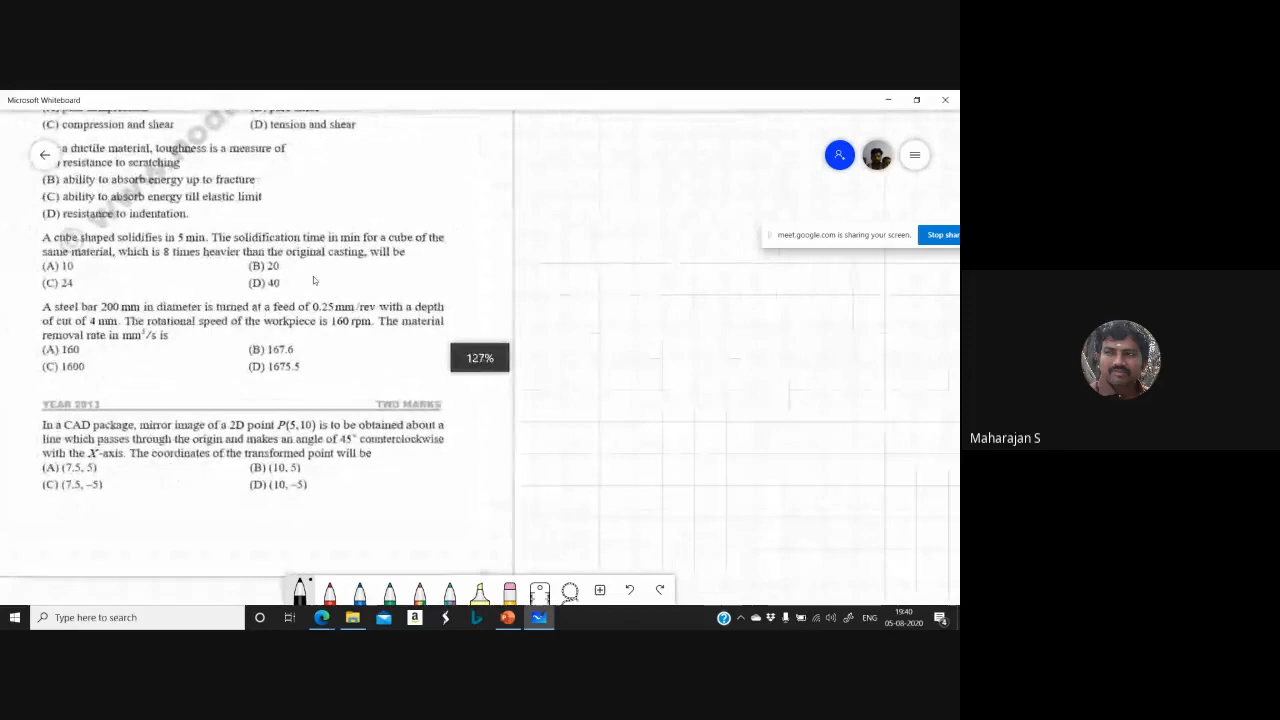 Microsoft Whiteboard
(C) compression and shear (D) tension and shear
a ductile material, toughness is a measure of
resistance to scratching
(B) ability to absorb energy up to fracture
(C) ability to absorb energy till elastic limit
(D) resistance to indentation.
A cube shaped solidifies in 5 min. The solidification time in min for a cube of the
same material, which is 8 times heavier than the original casting, will be
(A) 10 (B) 20
(C) 24 (D) 40
A steel bar 200 mm in diameter is turned at a feed of 0.25 mm/rev with a depth
of cut of 4 mm. The rotational speed of the workpiece is 160 rpm. The material
removal rate in mm³/s is
(A) 160 (B) 167.6
(C) 1600 (D) 1675.5
127%
YEAR 2013 TWO MARKS
In a CAD package, mirror image of a 2D point P(5,10) is to be obtained about a
line which passes through the origin and makes an angle of 45° counterclockwise
with the X-axis. The coordinates of the transformed point will be
(A) (7.5, 5) (B) (10, 5)
(C) (7.5, −5) (D) (10, −5)
meet.google.com is sharing your screen. Stop shar
Maharajan S
Type here to search
ENG
19:40
05-08-2020
4